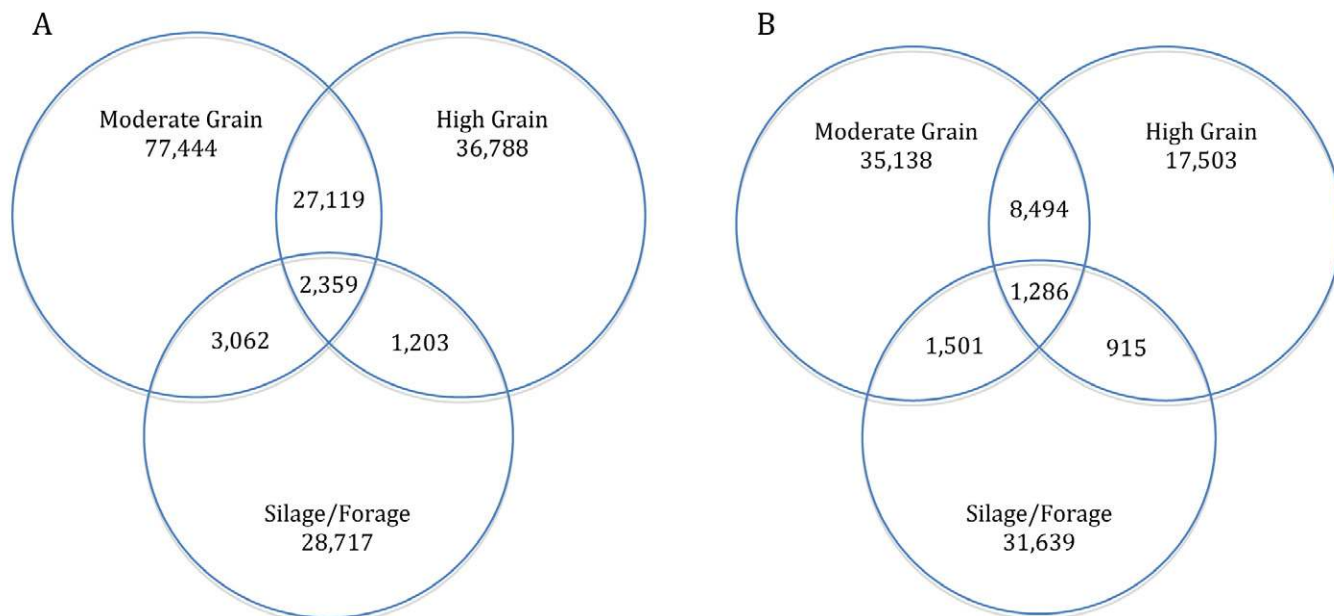 A
Moderate Grain
77,444
High Grain
36,788
27,119
2,359
3,062
1,203
Silage/Forage
28,717
B
Moderate Grain
35,138
High Grain
17,503
8,494
1,286
1,501
915
Silage/Forage
31,639